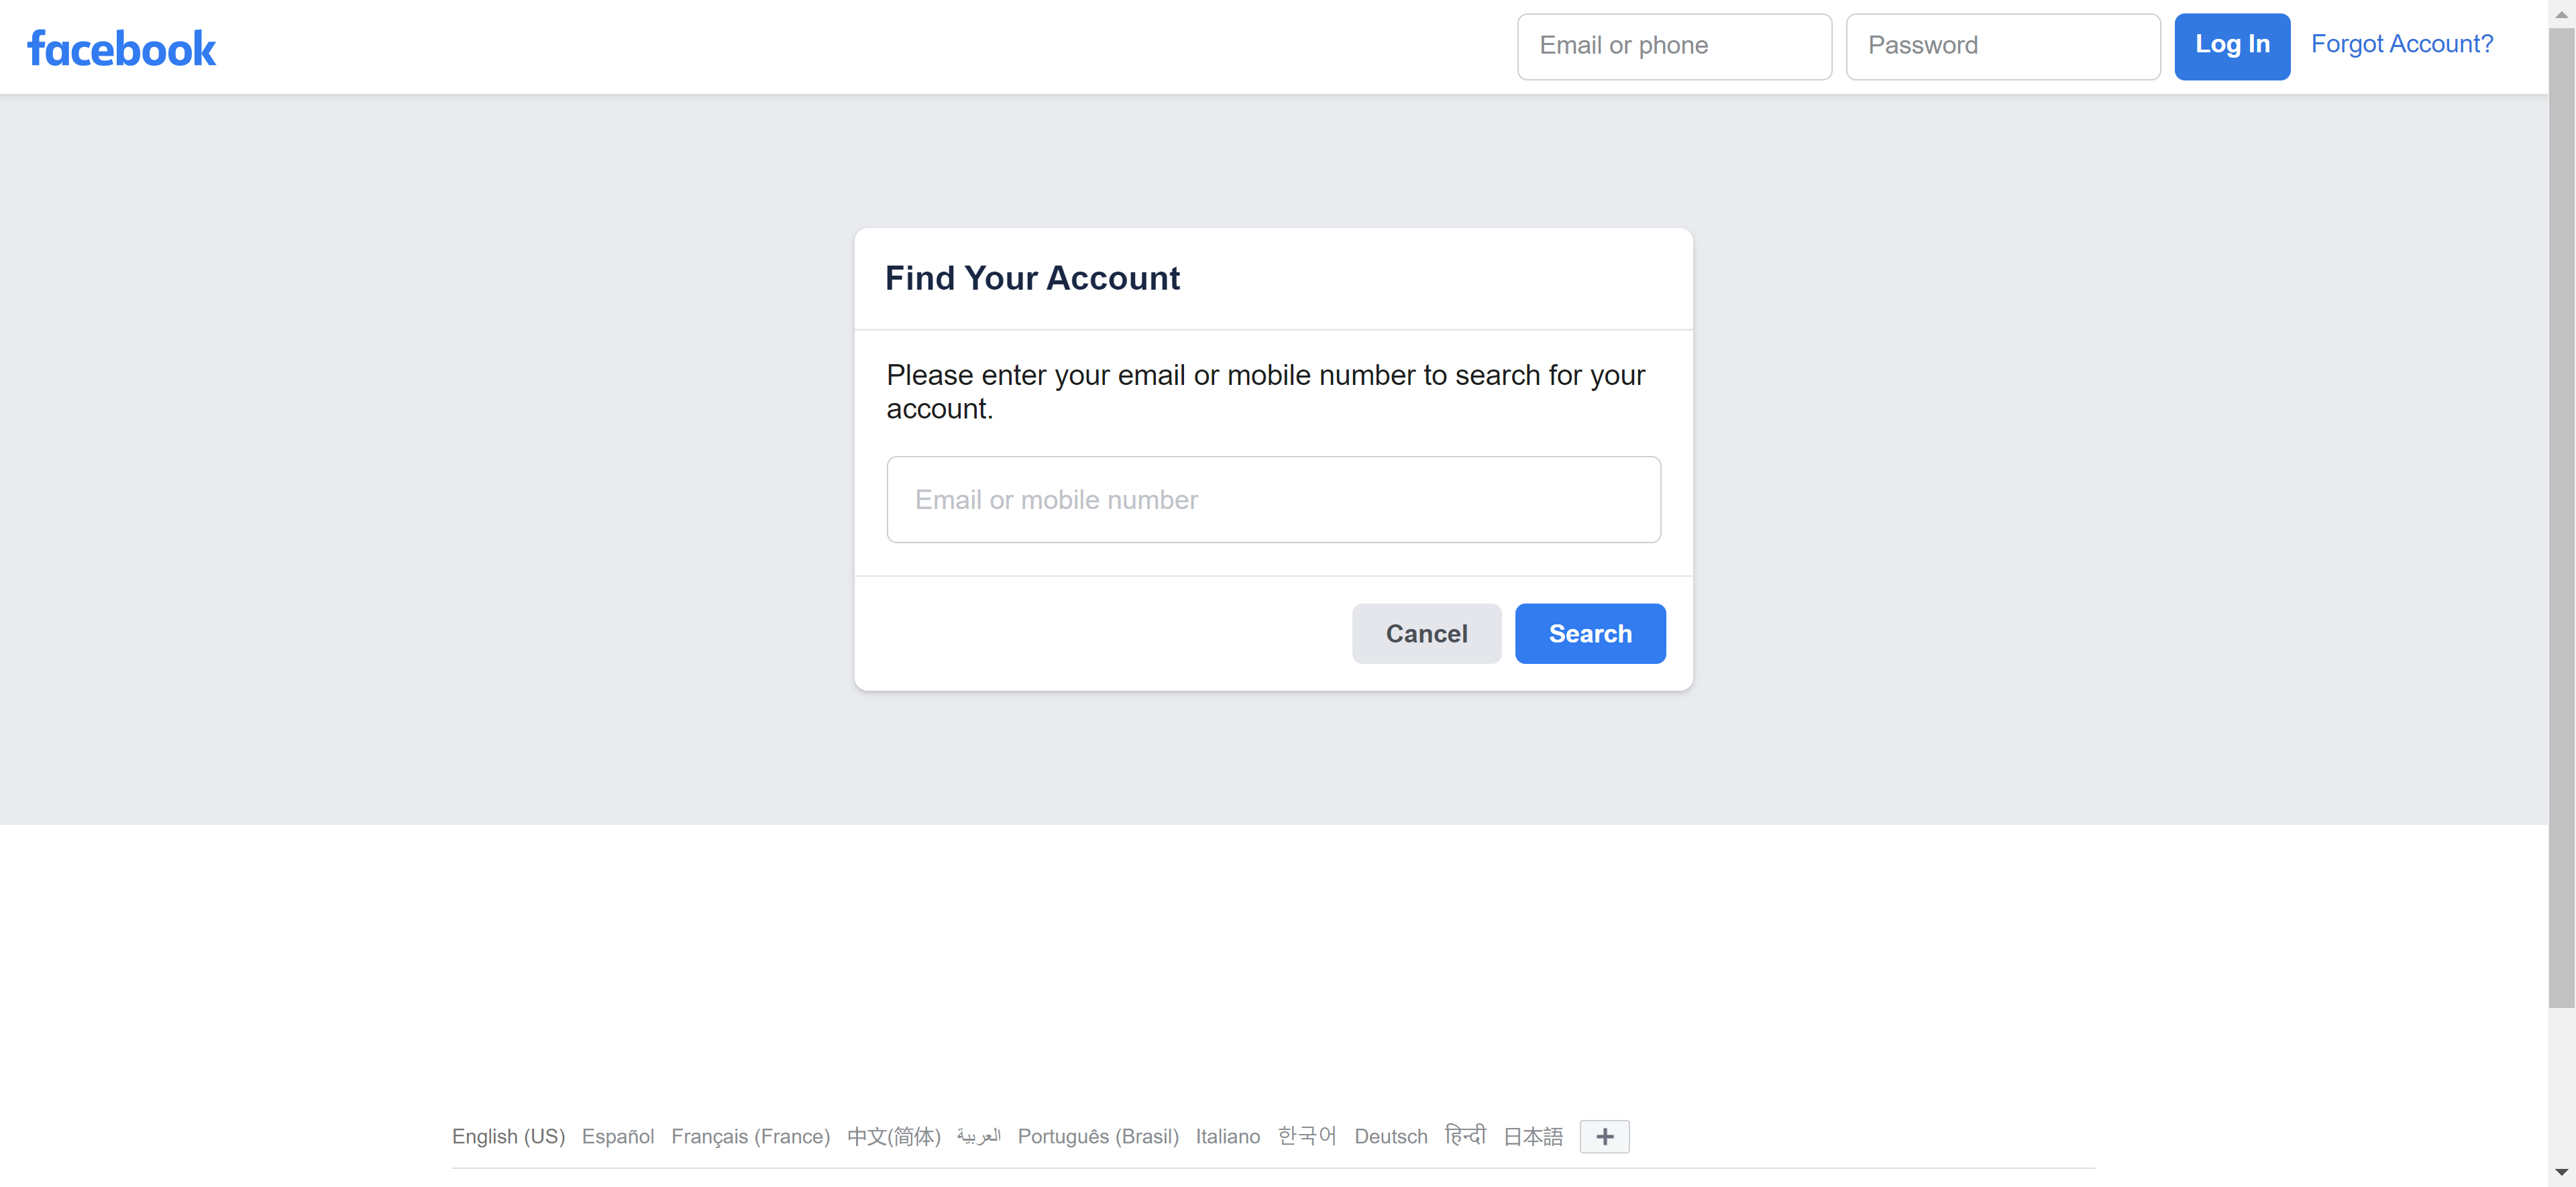 facebook
Email or phone
Password
Log In
Forgot Account?
Find Your Account
Please enter your email or mobile number to search for your
account.
Email or mobile number
Cancel
Search
English (US) Español Français (France) 中文(简体) العربية Português (Brasil) Italiano 한국어 Deutsch हिन्दी 日本語 +